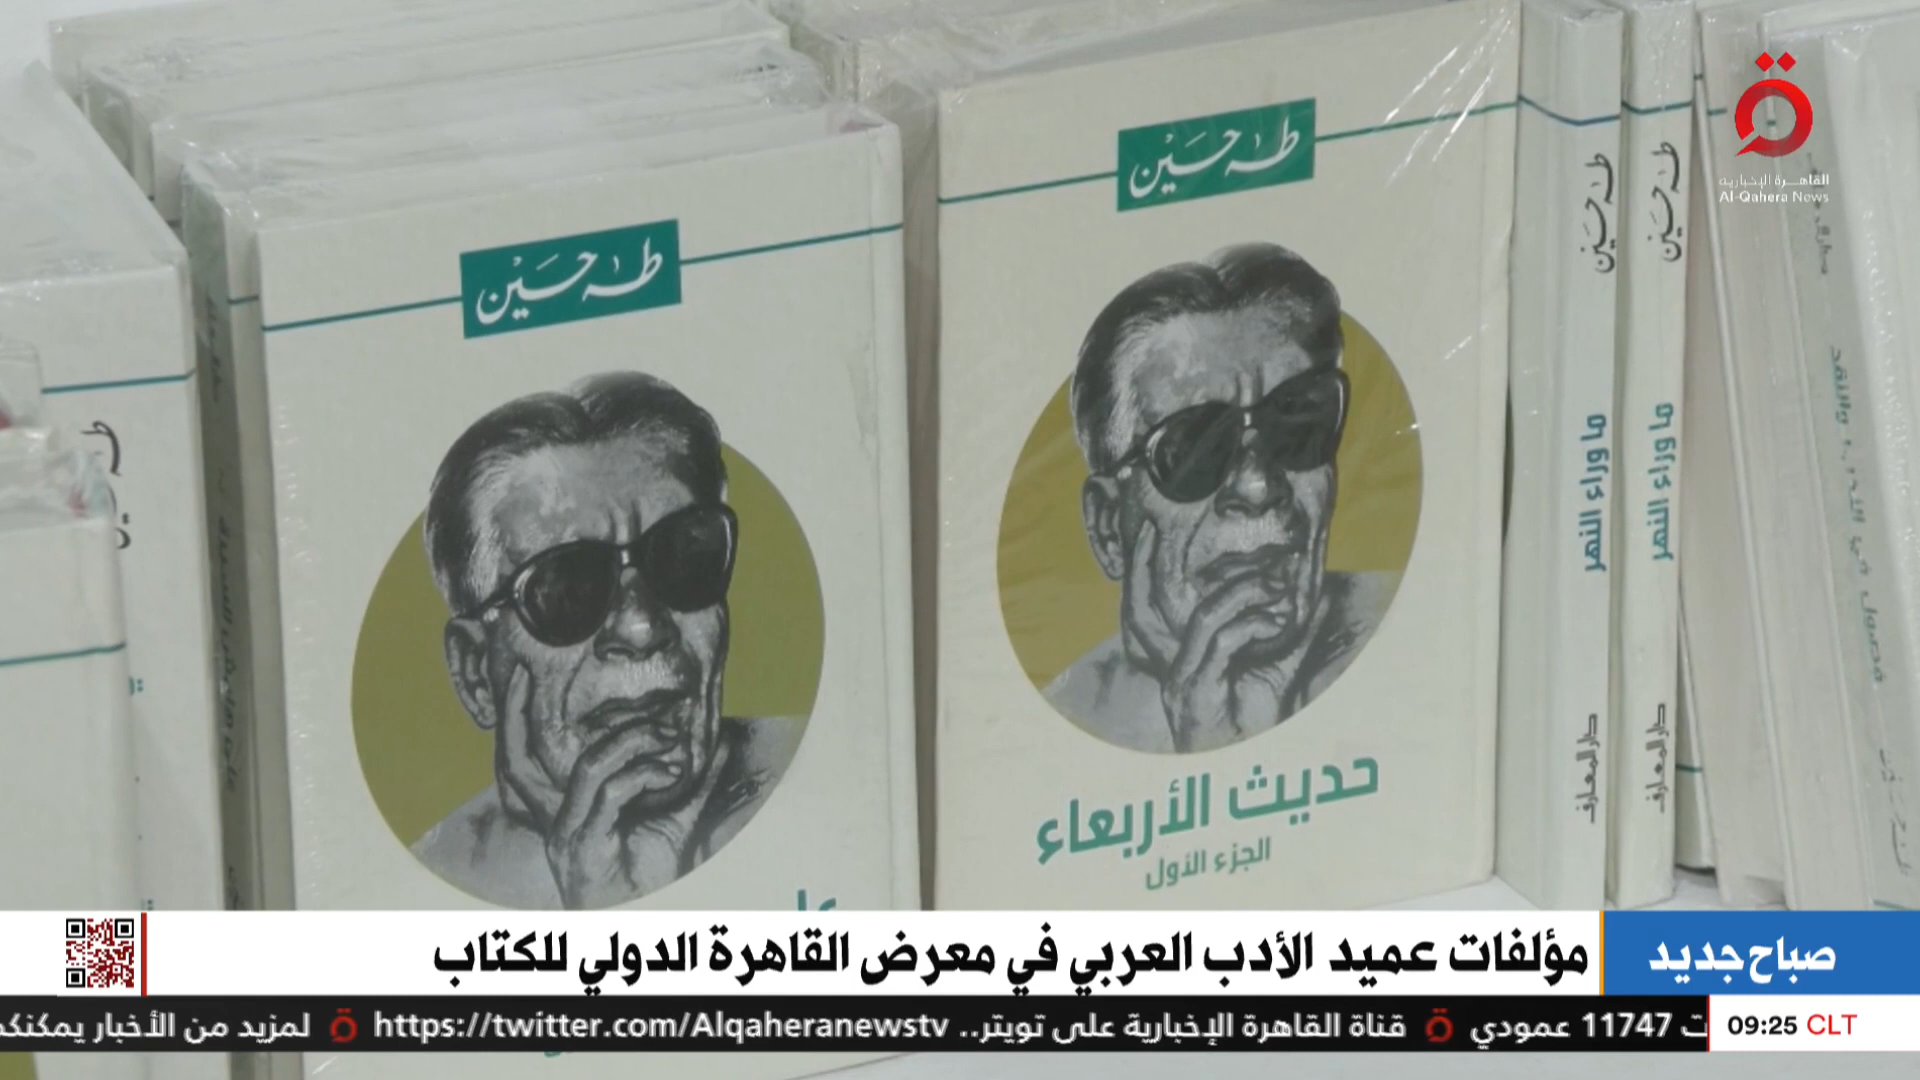 القاهرة الإخبارية
Al-Qahera News
طه حسين
طه حسين
حديث الأربعاء
الجزء الأول
طه حسين
ما وراء النهر
دار المعارف
طه حسين
ما وراء النهر
دار المعارف
صباح جديد
مؤلفات عميد الأدب العربي في معرض القاهرة الدولي للكتاب
09:25 CLT
ت 11747 عمودي قناة القاهرة الإخبارية على تويتر.. https://twitter.com/Alqaheranewstv لمزيد من الأخبار يمكنكم